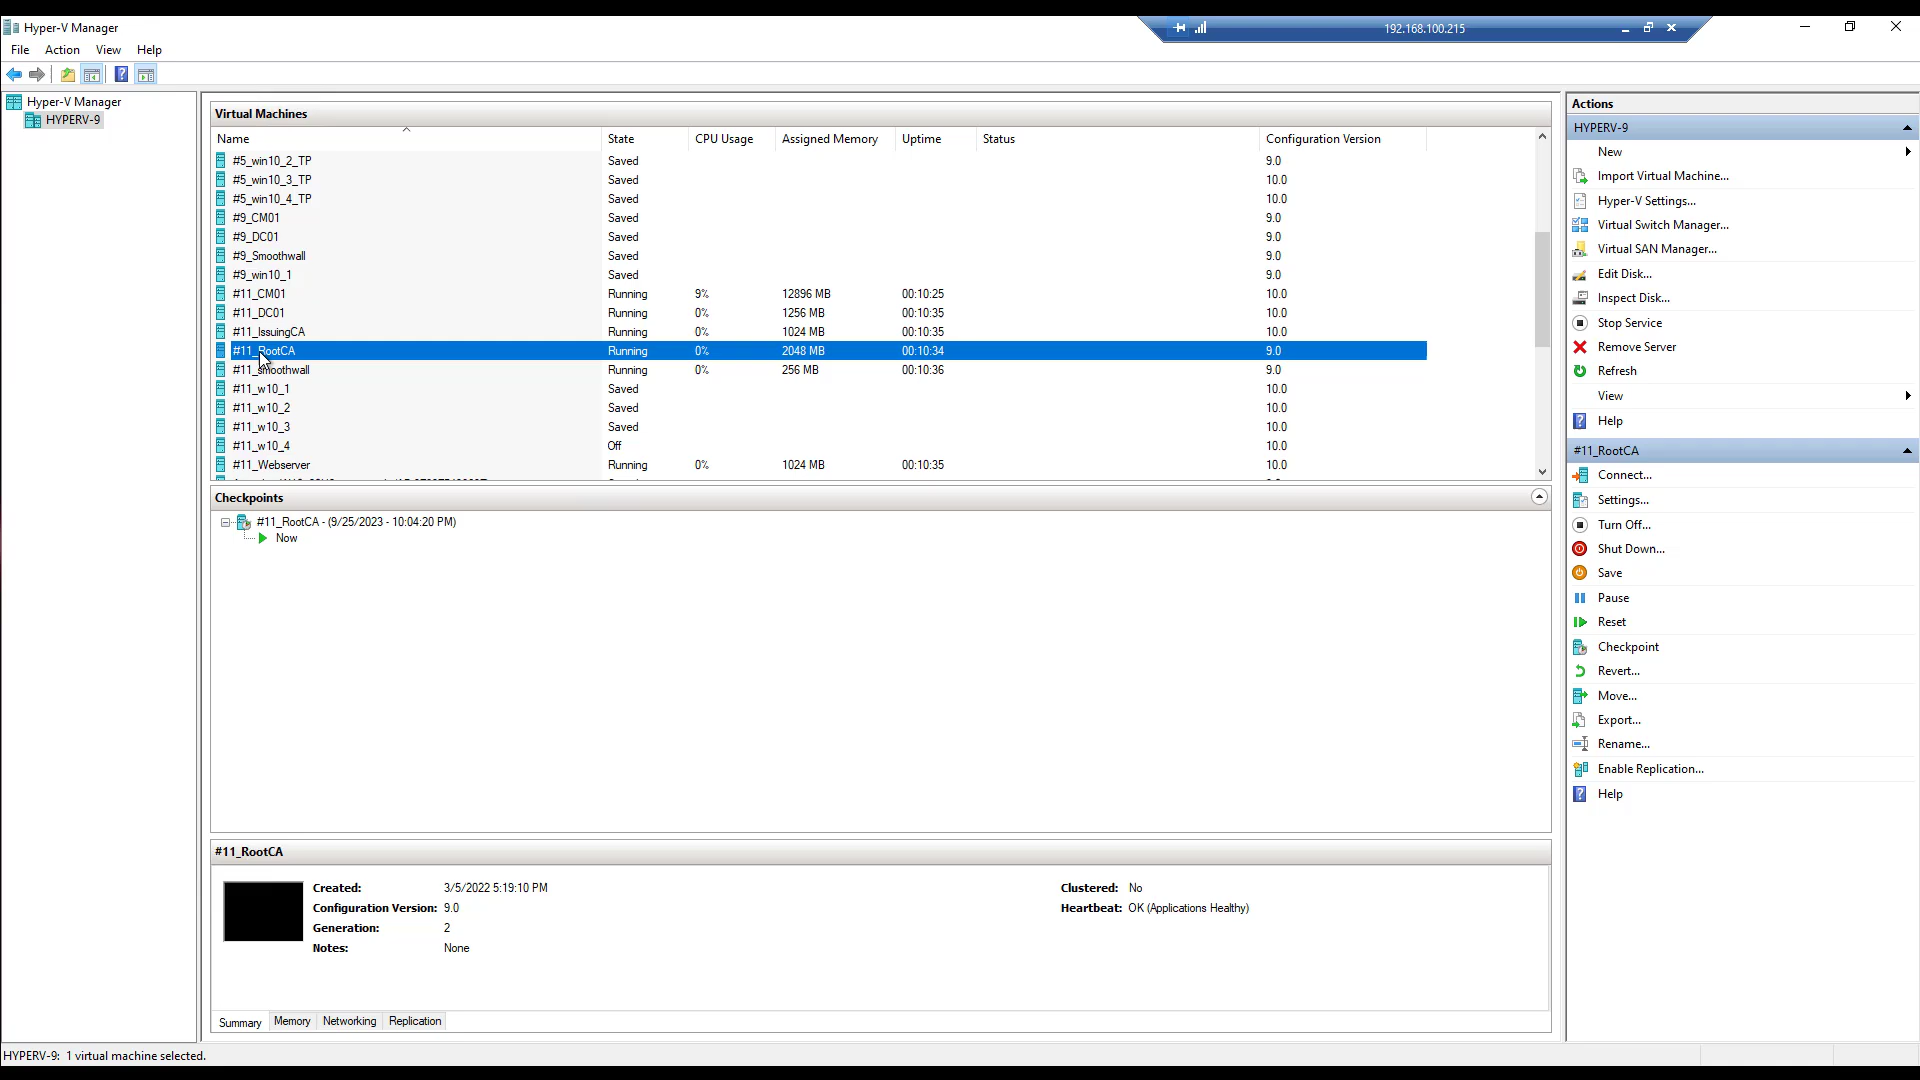 Hyper-V Manager
192.168.100.215
File Action View Help
Hyper-V Manager
HYPERV-9
Virtual Machines
Name State CPU Usage Assigned Memory Uptime Status Configuration Version
#5_win10_2_TP Saved 9.0
#5_win10_3_TP Saved 10.0
#5_win10_4_TP Saved 10.0
#9_CM01 Saved 9.0
#9_DC01 Saved 9.0
#9_Smoothwall Saved 9.0
#9_win10_1 Saved 9.0
#11_CM01 Running 9% 12896 MB 00:10:25 10.0
#11_DC01 Running 0% 1256 MB 00:10:35 10.0
#11_IssuingCA Running 0% 1024 MB 00:10:35 10.0
#11_RootCA Running 0% 2048 MB 00:10:34 9.0
#11_smoothwall Running 0% 256 MB 00:10:36 9.0
#11_w10_1 Saved 10.0
#11_w10_2 Saved 10.0
#11_w10_3 Saved 10.0
#11_w10_4 Off 10.0
#11_Webserver Running 0% 1024 MB 00:10:35 10.0
Checkpoints
#11_RootCA - (9/25/2023 - 10:04:20 PM)
Now
#11_RootCA
Created: 3/5/2022 5:19:10 PM Clustered: No
Configuration Version: 9.0 Heartbeat: OK (Applications Healthy)
Generation: 2
Notes: None
Summary Memory Networking Replication
Actions
HYPERV-9
New
Import Virtual Machine...
Hyper-V Settings...
Virtual Switch Manager...
Virtual SAN Manager...
Edit Disk...
Inspect Disk...
Stop Service
Remove Server
Refresh
View
Help
#11_RootCA
Connect...
Settings...
Turn Off...
Shut Down...
Save
Pause
Reset
Checkpoint
Revert...
Move...
Export...
Rename...
Enable Replication...
Help
HYPERV-9: 1 virtual machine selected.